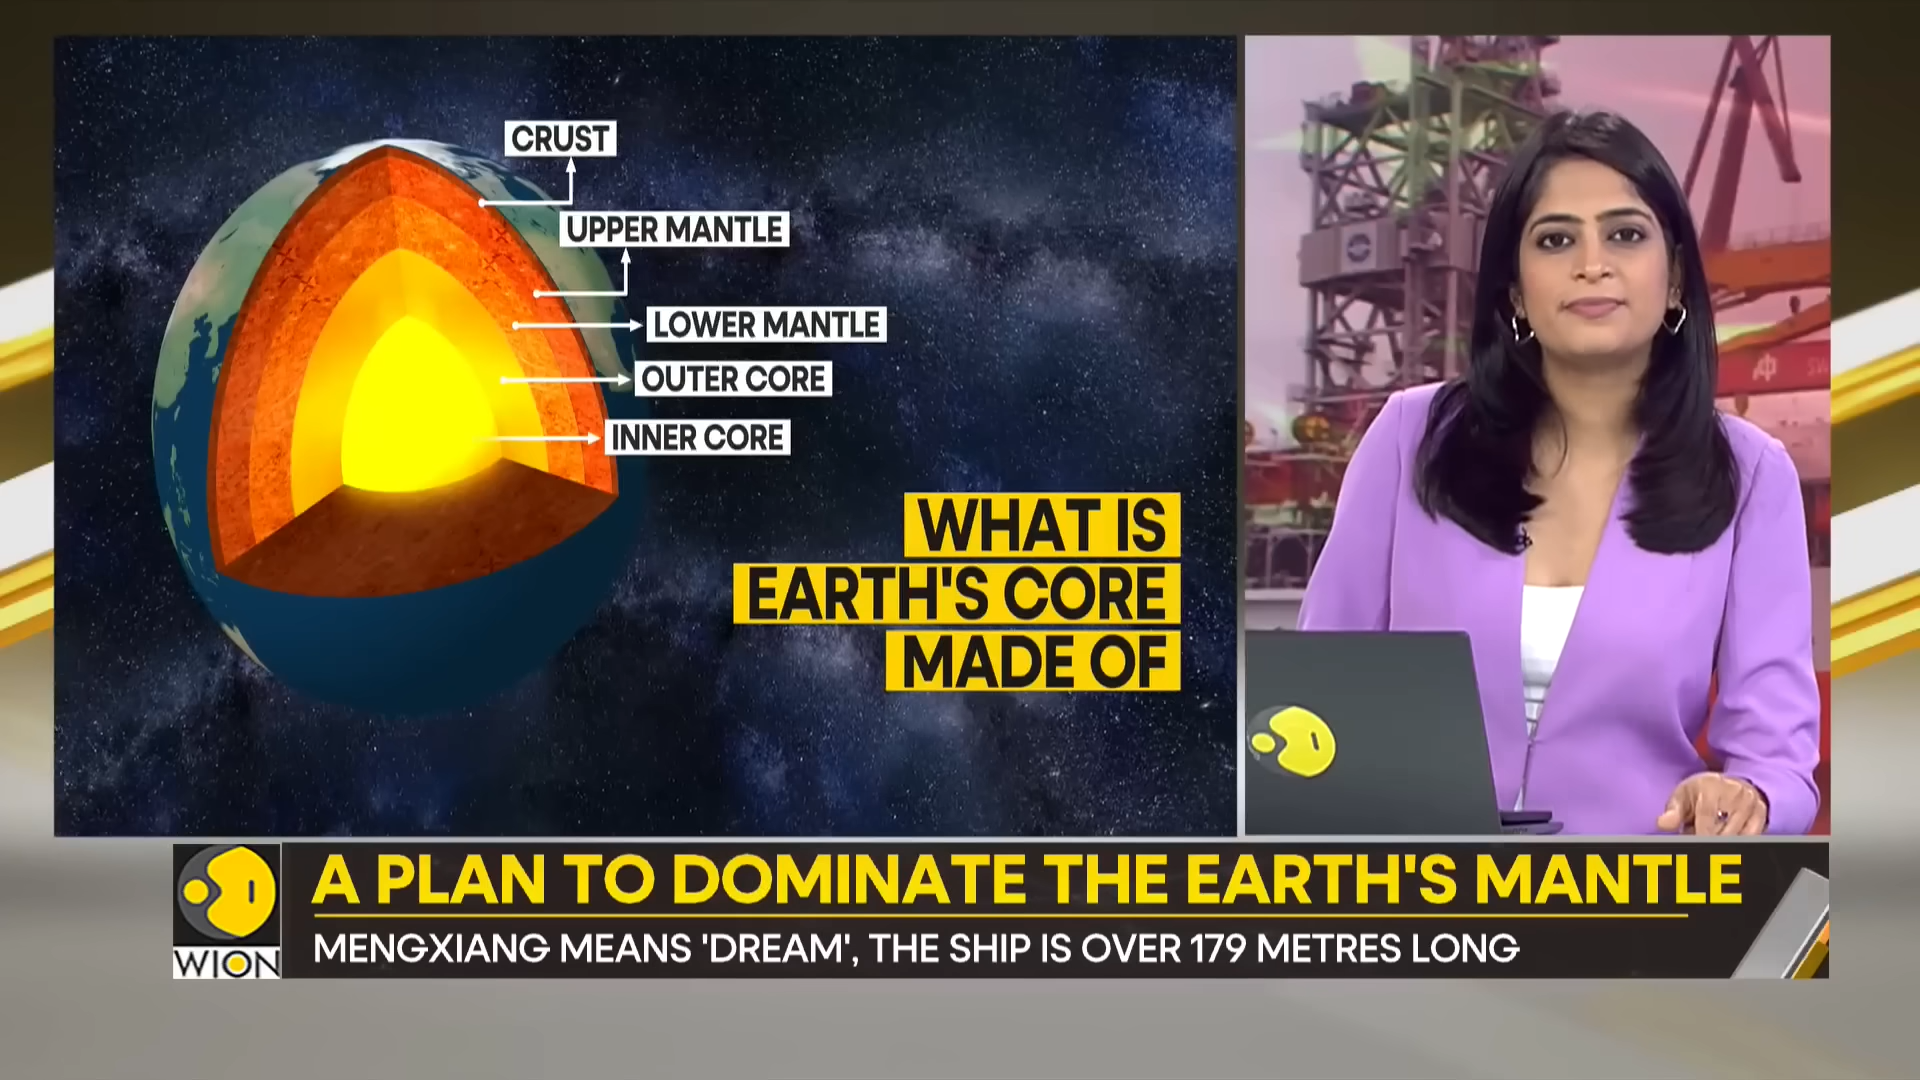 CRUST
UPPER MANTLE
LOWER MANTLE
OUTER CORE
INNER CORE
WHAT IS
EARTH'S CORE
MADE OF
SW
A PLAN TO DOMINATE THE EARTH'S MANTLE
MENGXIANG MEANS 'DREAM', THE SHIP IS OVER 179 METRES LONG
WION